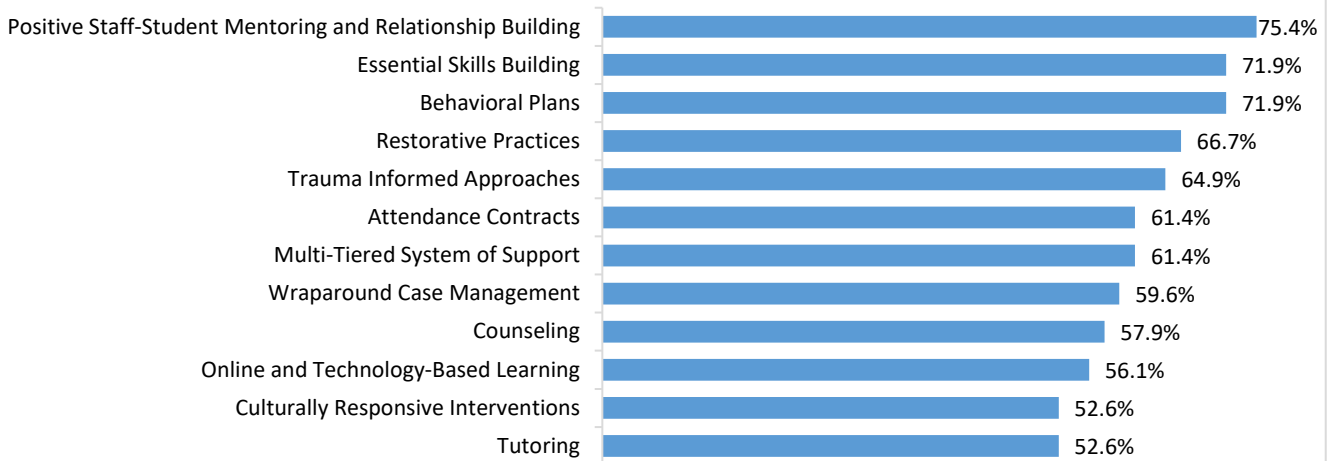 Positive Staff-Student Mentoring and Relationship Building 75.4%
Essential Skills Building 71.9%
Behavioral Plans 71.9%
Restorative Practices 66.7%
Trauma Informed Approaches 64.9%
Attendance Contracts 61.4%
Multi-Tiered System of Support 61.4%
Wraparound Case Management 59.6%
Counseling 57.9%
Online and Technology-Based Learning 56.1%
Culturally Responsive Interventions 52.6%
Tutoring 52.6%